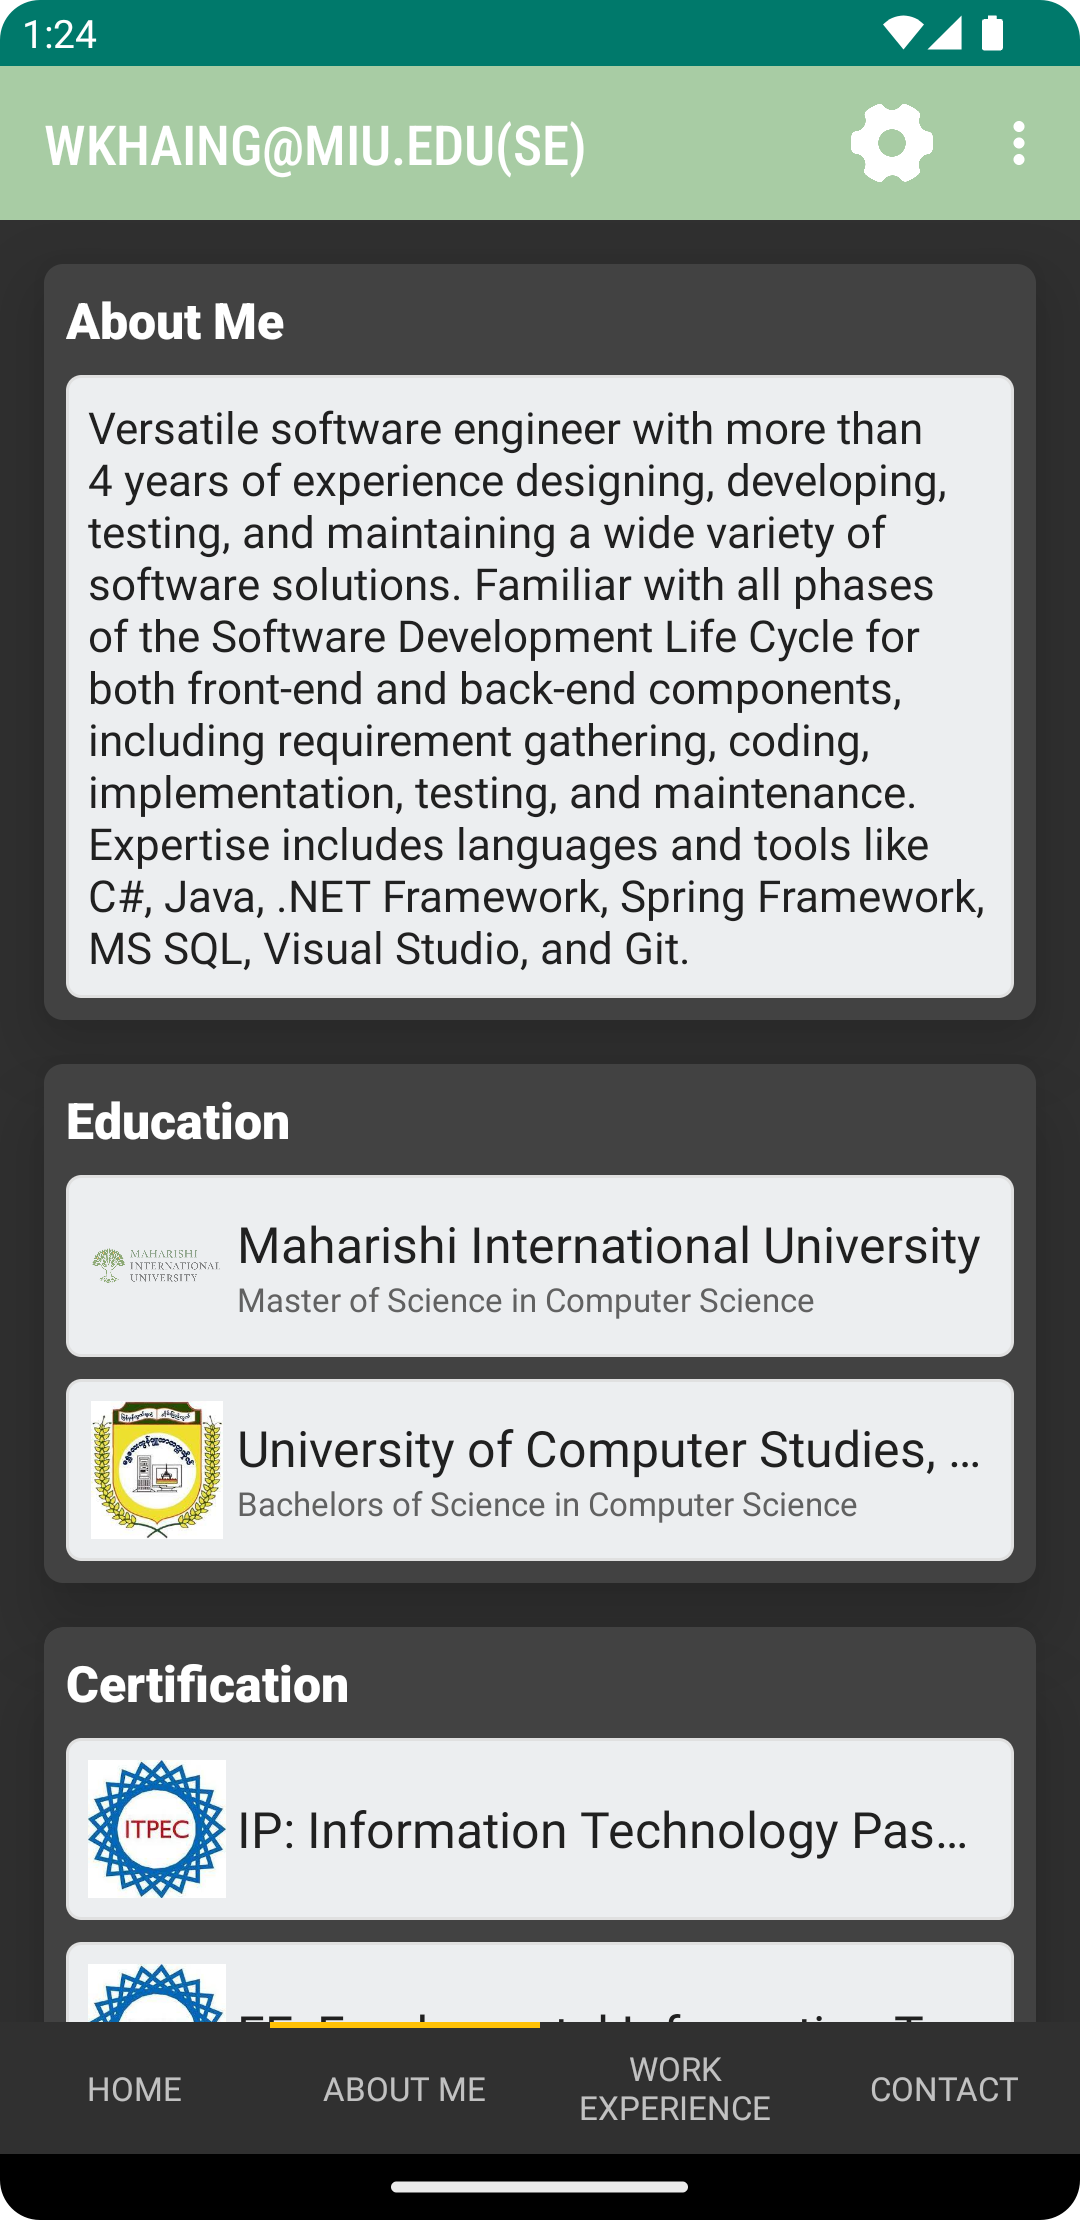 1:24
WKHAING@MIU.EDU(SE)
About Me
Versatile software engineer with more than
4 years of experience designing, developing,
testing, and maintaining a wide variety of
software solutions. Familiar with all phases
of the Software Development Life Cycle for
both front-end and back-end components,
including requirement gathering, coding,
implementation, testing, and maintenance.
Expertise includes languages and tools like
C#, Java, .NET Framework, Spring Framework,
MS SQL, Visual Studio, and Git.
Education
MAHARISHI
INTERNATIONAL
UNIVERSITY
Maharishi International University
Master of Science in Computer Science
University of Computer Studies, ...
Bachelors of Science in Computer Science
Certification
ITPEC
IP: Information Technology Pas...
HOME
ABOUT ME
WORK
EXPERIENCE
CONTACT